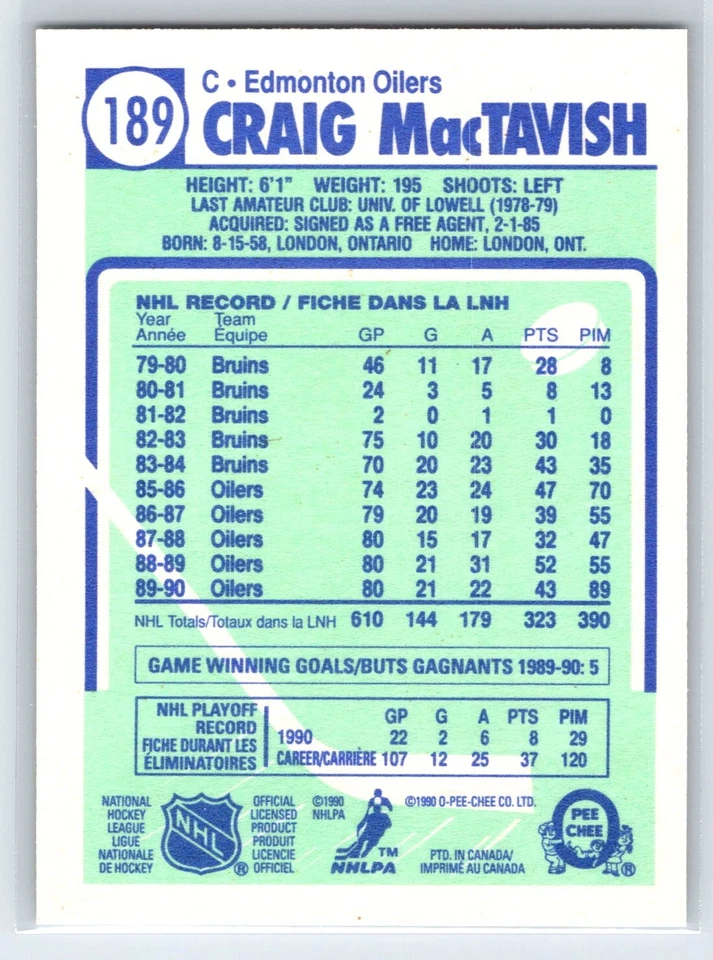 189
C • Edmonton Oilers
CRAIG MacTAVISH
HEIGHT: 6'1" WEIGHT: 195 SHOOTS: LEFT
LAST AMATEUR CLUB: UNIV. OF LOWELL (1978-79)
ACQUIRED: SIGNED AS A FREE AGENT, 2-1-85
BORN: 8-15-58, LONDON, ONTARIO HOME: LONDON, ONT.
NHL RECORD / FICHE DANS LA LNH
Year Team
Année Équipe GP G A PTS PIM
79-80 Bruins 46 11 17 28 8
80-81 Bruins 24 3 5 8 13
81-82 Bruins 2 0 1 1 0
82-83 Bruins 75 10 20 30 18
83-84 Bruins 70 20 23 43 35
85-86 Oilers 74 23 24 47 70
86-87 Oilers 79 20 19 39 55
87-88 Oilers 80 15 17 32 47
88-89 Oilers 80 21 31 52 55
89-90 Oilers 80 21 22 43 89
NHL Totals/Totaux dans la LNH 610 144 179 323 390
GAME WINNING GOALS/BUTS GAGNANTS 1989-90: 5
NHL PLAYOFF
RECORD
FICHE DURANT LES
ÉLIMINATOIRES
GP G A PTS PIM
1990 22 2 6 8 29
CAREER/CARRIÈRE 107 12 25 37 120
NATIONAL
HOCKEY
LEAGUE
LIGUE
NATIONALE
DE HOCKEY
NHL
®
OFFICIAL
LICENSED
PRODUCT
PRODUIT
LICENCIE
OFFICIEL
©1990
NHLPA
TM
NHLPA
©1990 O-PEE-CHEE CO. LTD.
PTD. IN CANADA/
IMPRIMÉ AU CANADA
O
PEE
CHEE
®